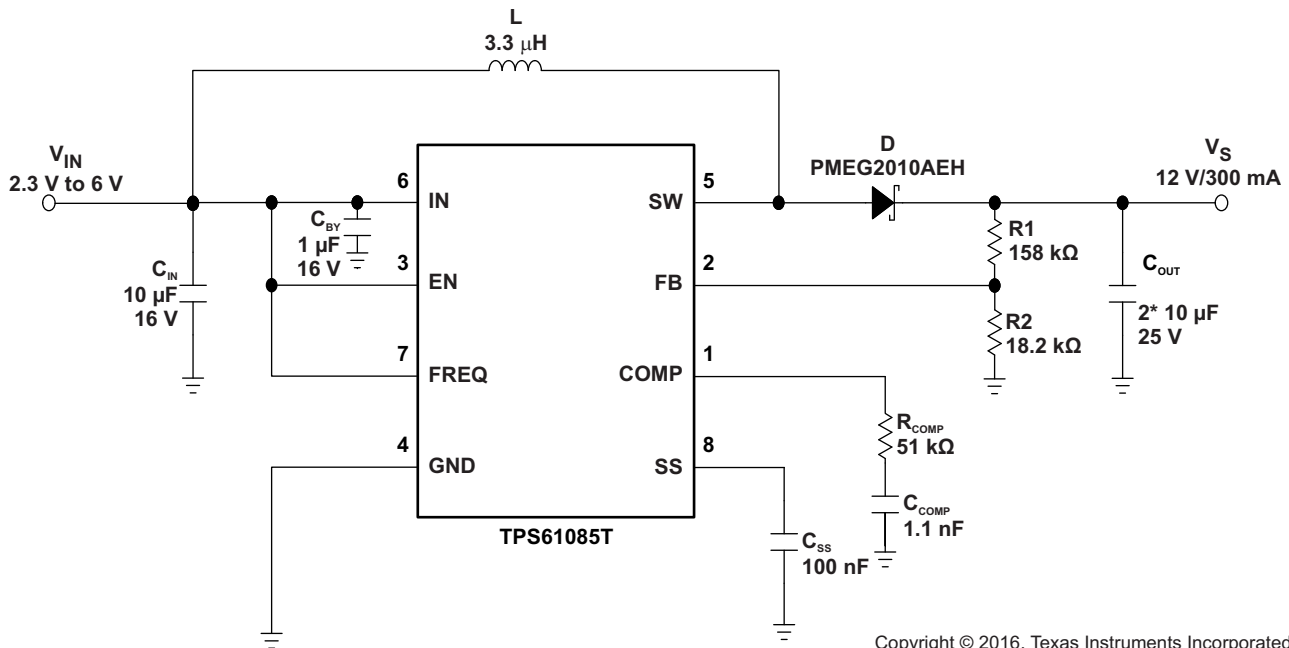 L
3.3 µH
V_IN
2.3 V to 6 V
C_IN
10 µF
16 V
C_BY
1 µF
16 V
6
IN
3
EN
7
FREQ
4
GND
SW
5
FB
2
COMP
1
SS
8
TPS61085T
D
PMEG2010AEH
V_S
12 V/300 mA
R1
158 kΩ
R2
18.2 kΩ
C_OUT
2* 10 µF
25 V
R_COMP
51 kΩ
C_COMP
1.1 nF
C_SS
100 nF
Copyright © 2016, Texas Instruments Incorporated